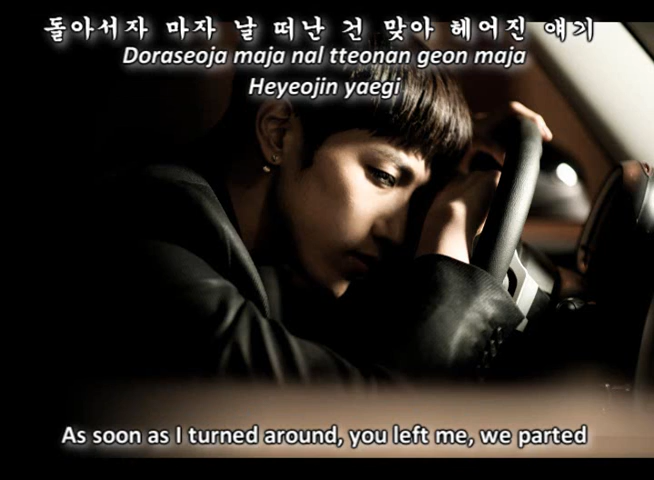 돌아서자 마자 날 떠난 건 맞아 헤어진 얘기
Doraseoja maja nal tteonan geon maja
Heyeojin yaegi
As soon as I turned around, you left me, we parted